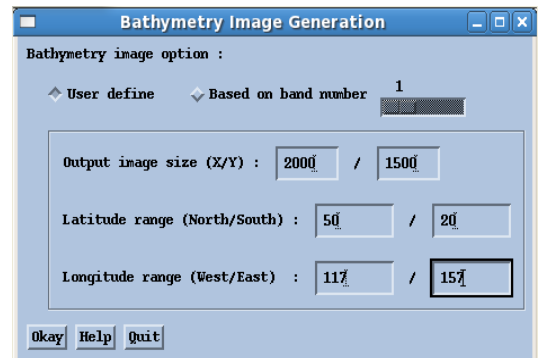 Bathymetry Image Generation
Bathymetry image option :
User define Based on band number 1
Output image size (X/Y) : 2000 / 1500
Latitude range (North/South) : 50 / 20
Longitude range (West/East) : 117 / 157
Okay Help Quit